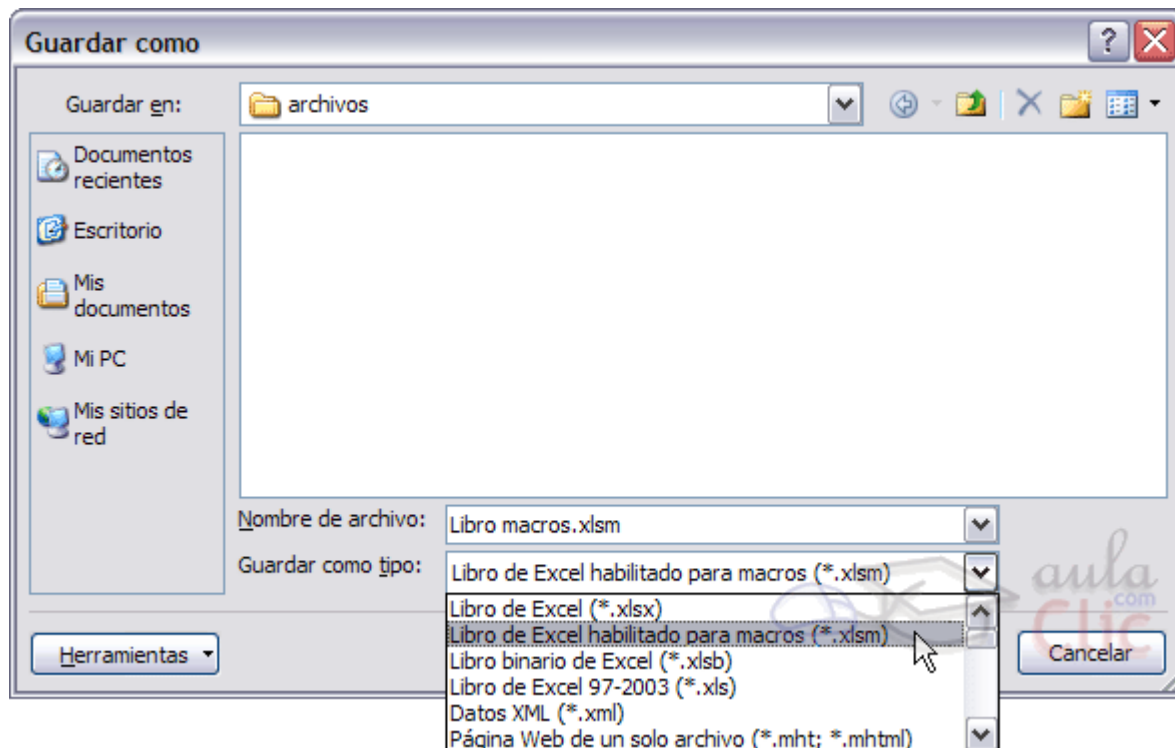 Guardar como
Guardar en:
archivos
Documentos
recientes
Escritorio
Mis
documentos
Mi PC
Mis sitios de
red
Nombre de archivo:
Libro macros.xlsm
Guardar como tipo:
Libro de Excel habilitado para macros (*.xlsm)
Libro de Excel (*.xlsx)
Libro de Excel habilitado para macros (*.xlsm)
Libro binario de Excel (*.xlsb)
Libro de Excel 97-2003 (*.xls)
Datos XML (*.xml)
Página Web de un solo archivo (*.mht; *.mhtml)
Herramientas
Cancelar
aula
.com
Clic